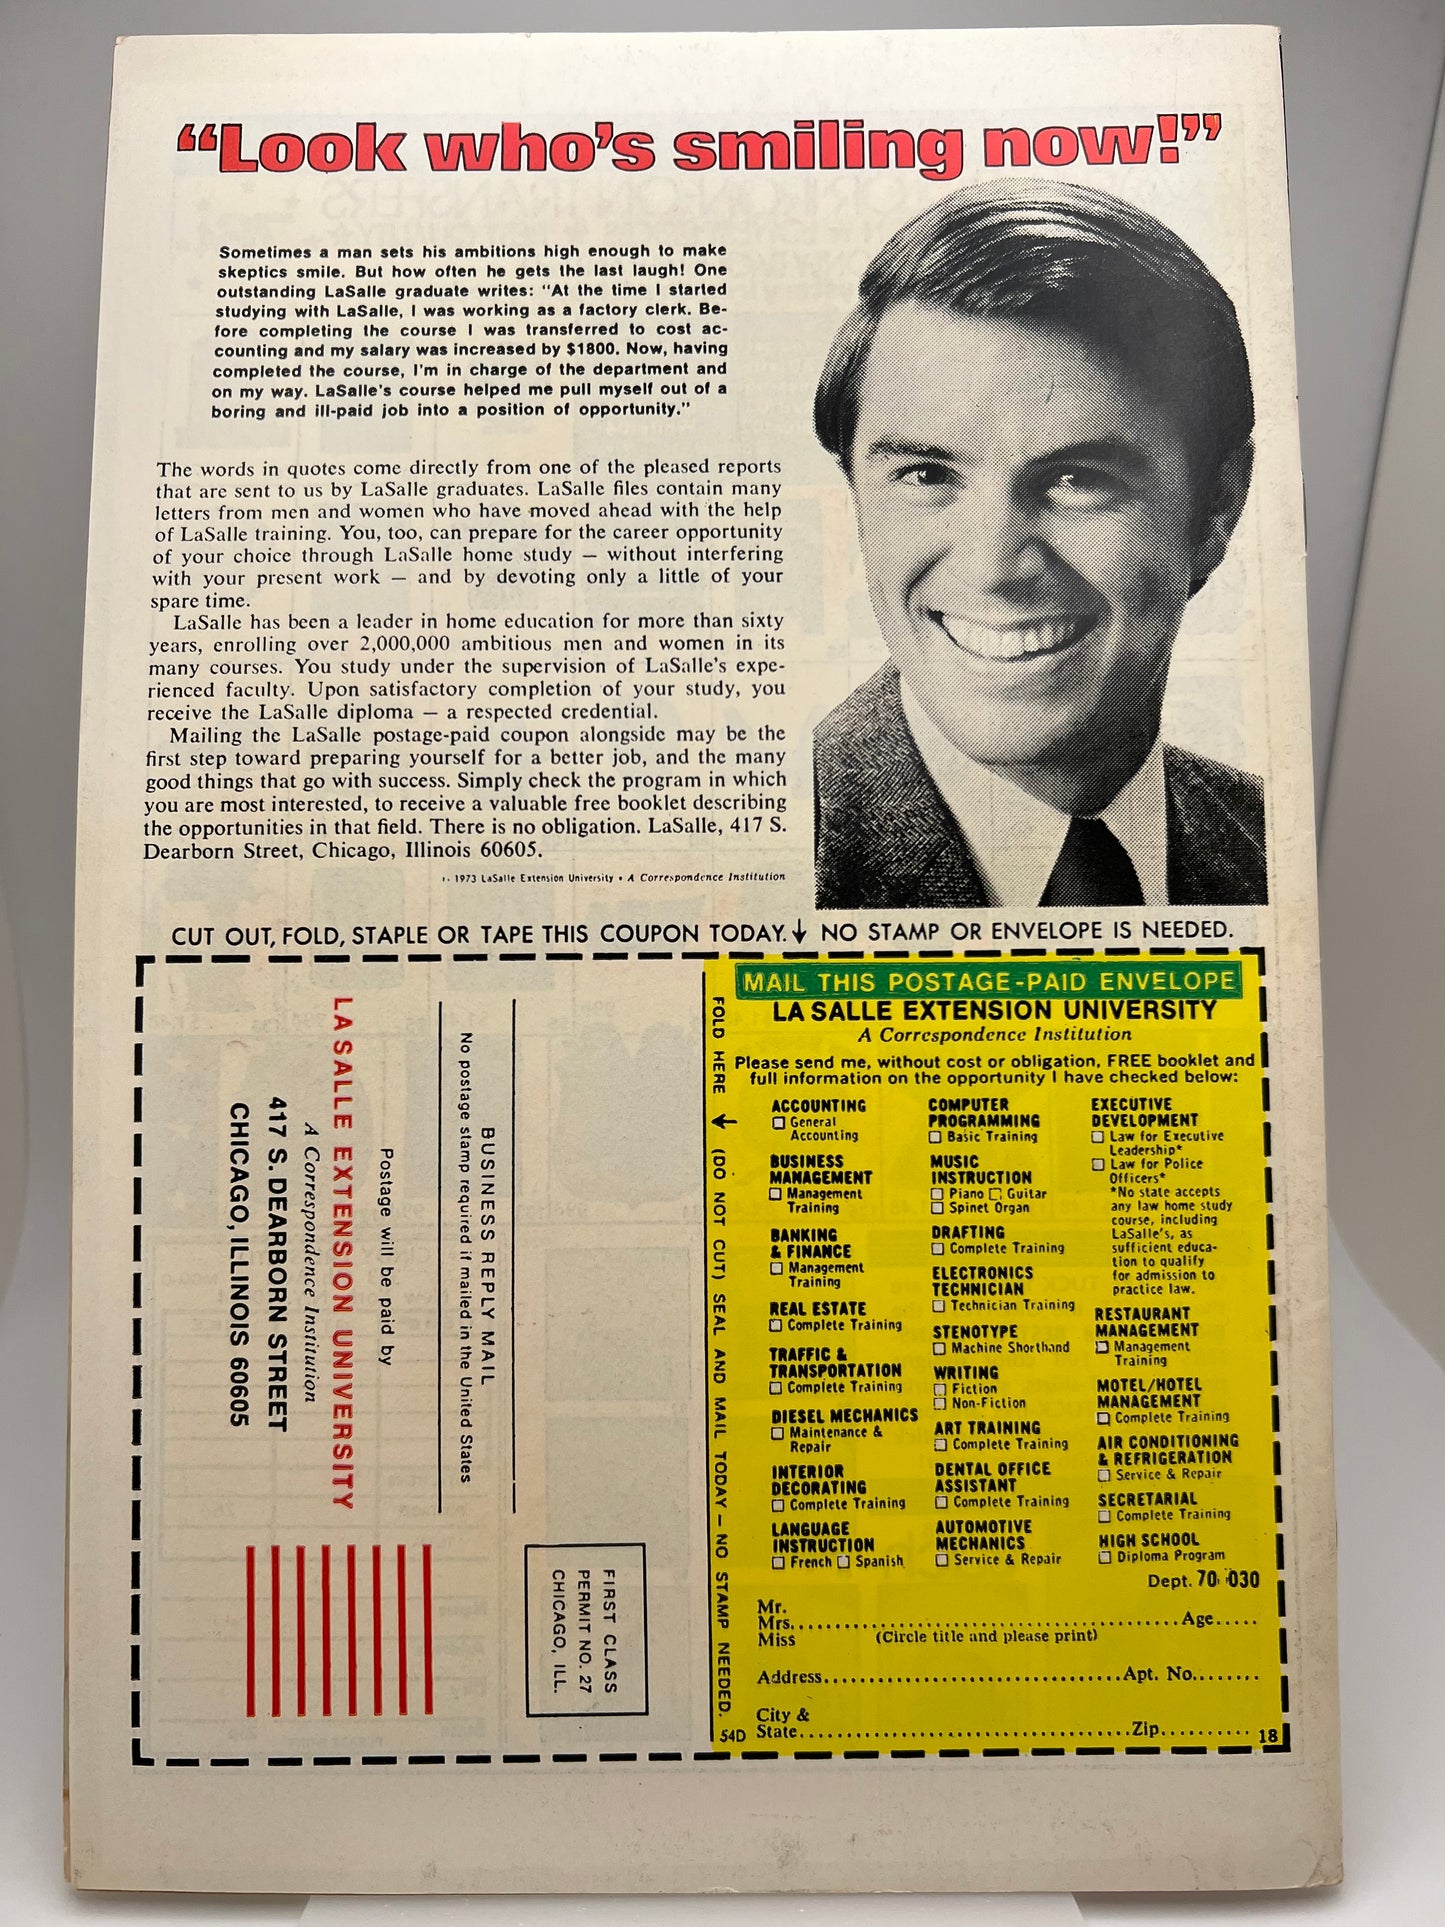 “Look who’s smiling now!”
Sometimes a man sets his ambitions high enough to make
skeptics smile. But how often he gets the last laugh! One
outstanding LaSalle graduate writes: "At the time I started
studying with LaSalle, I was working as a factory clerk. Be-
fore completing the course I was transferred to cost ac-
counting and my salary was increased by $1800. Now, having
completed the course, I'm in charge of the department and
on my way. LaSalle's course helped me pull myself out of a
boring and ill-paid job into a position of opportunity."
The words in quotes come directly from one of the pleased reports
that are sent to us by LaSalle graduates. LaSalle files contain many
letters from men and women who have moved ahead with the help
of LaSalle training. You, too, can prepare for the career opportunity
of your choice through LaSalle home study — without interfering
with your present work — and by devoting only a little of your
spare time.
LaSalle has been a leader in home education for more than sixty
years, enrolling over 2,000,000 ambitious men and women in its
many courses. You study under the supervision of LaSalle's expe-
rienced faculty. Upon satisfactory completion of your study, you
receive the LaSalle diploma — a respected credential.
Mailing the LaSalle postage-paid coupon alongside may be the
first step toward preparing yourself for a better job, and the many
good things that go with success. Simply check the program in which
you are most interested, to receive a valuable free booklet describing
the opportunities in that field. There is no obligation. LaSalle, 417 S.
Dearborn Street, Chicago, Illinois 60605.
1973 LaSalle Extension University • A Correspondence Institution
CUT OUT, FOLD, STAPLE OR TAPE THIS COUPON TODAY. NO STAMP OR ENVELOPE IS NEEDED.
FIRST CLASS
PERMIT NO. 27
CHICAGO, ILL.
BUSINESS REPLY MAIL
No postage stamp required if mailed in the United States
Postage will be paid by
LA SALLE EXTENSION UNIVERSITY
A Correspondence Institution
417 S. DEARBORN STREET
CHICAGO, ILLINOIS 60605
FOLD HERE (DO NOT CUT) SEAL AND MAIL TODAY — NO STAMP NEEDED.
MAIL THIS POSTAGE-PAID ENVELOPE
LA SALLE EXTENSION UNIVERSITY
A Correspondence Institution
Please send me, without cost or obligation, FREE booklet and
full information on the opportunity I have checked below:
ACCOUNTING
General
Accounting
BUSINESS
MANAGEMENT
Management
Training
BANKING
& FINANCE
Management
Training
REAL ESTATE
Complete Training
TRAFFIC &
TRANSPORTATION
Complete Training
DIESEL MECHANICS
Maintenance &
Repair
INTERIOR
DECORATING
Complete Training
LANGUAGE
INSTRUCTION
French Spanish
COMPUTER
PROGRAMMING
Basic Training
MUSIC
INSTRUCTION
Piano Guitar
Spinet Organ
DRAFTING
Complete Training
ELECTRONICS
TECHNICIAN
Technician Training
STENOTYPE
Machine Shorthand
WRITING
Fiction
Non-Fiction
ART TRAINING
Complete Training
DENTAL OFFICE
ASSISTANT
Complete Training
AUTOMOTIVE
MECHANICS
Service & Repair
EXECUTIVE
DEVELOPMENT
Law for Executive
Leadership*
Law for Police
Officers*
*No state accepts
any law home study
course, including
LaSalle's, as
sufficient educa-
tion to qualify
for admission to
practice law.
RESTAURANT
MANAGEMENT
Management
Training
MOTEL/HOTEL
MANAGEMENT
Complete Training
AIR CONDITIONING
& REFRIGERATION
Service & Repair
SECRETARIAL
Complete Training
HIGH SCHOOL
Diploma Program
Dept. 70-030
Mr.
Mrs. Age
Miss (Circle title and please print)
Address Apt. No.
City &
State Zip
54D 18